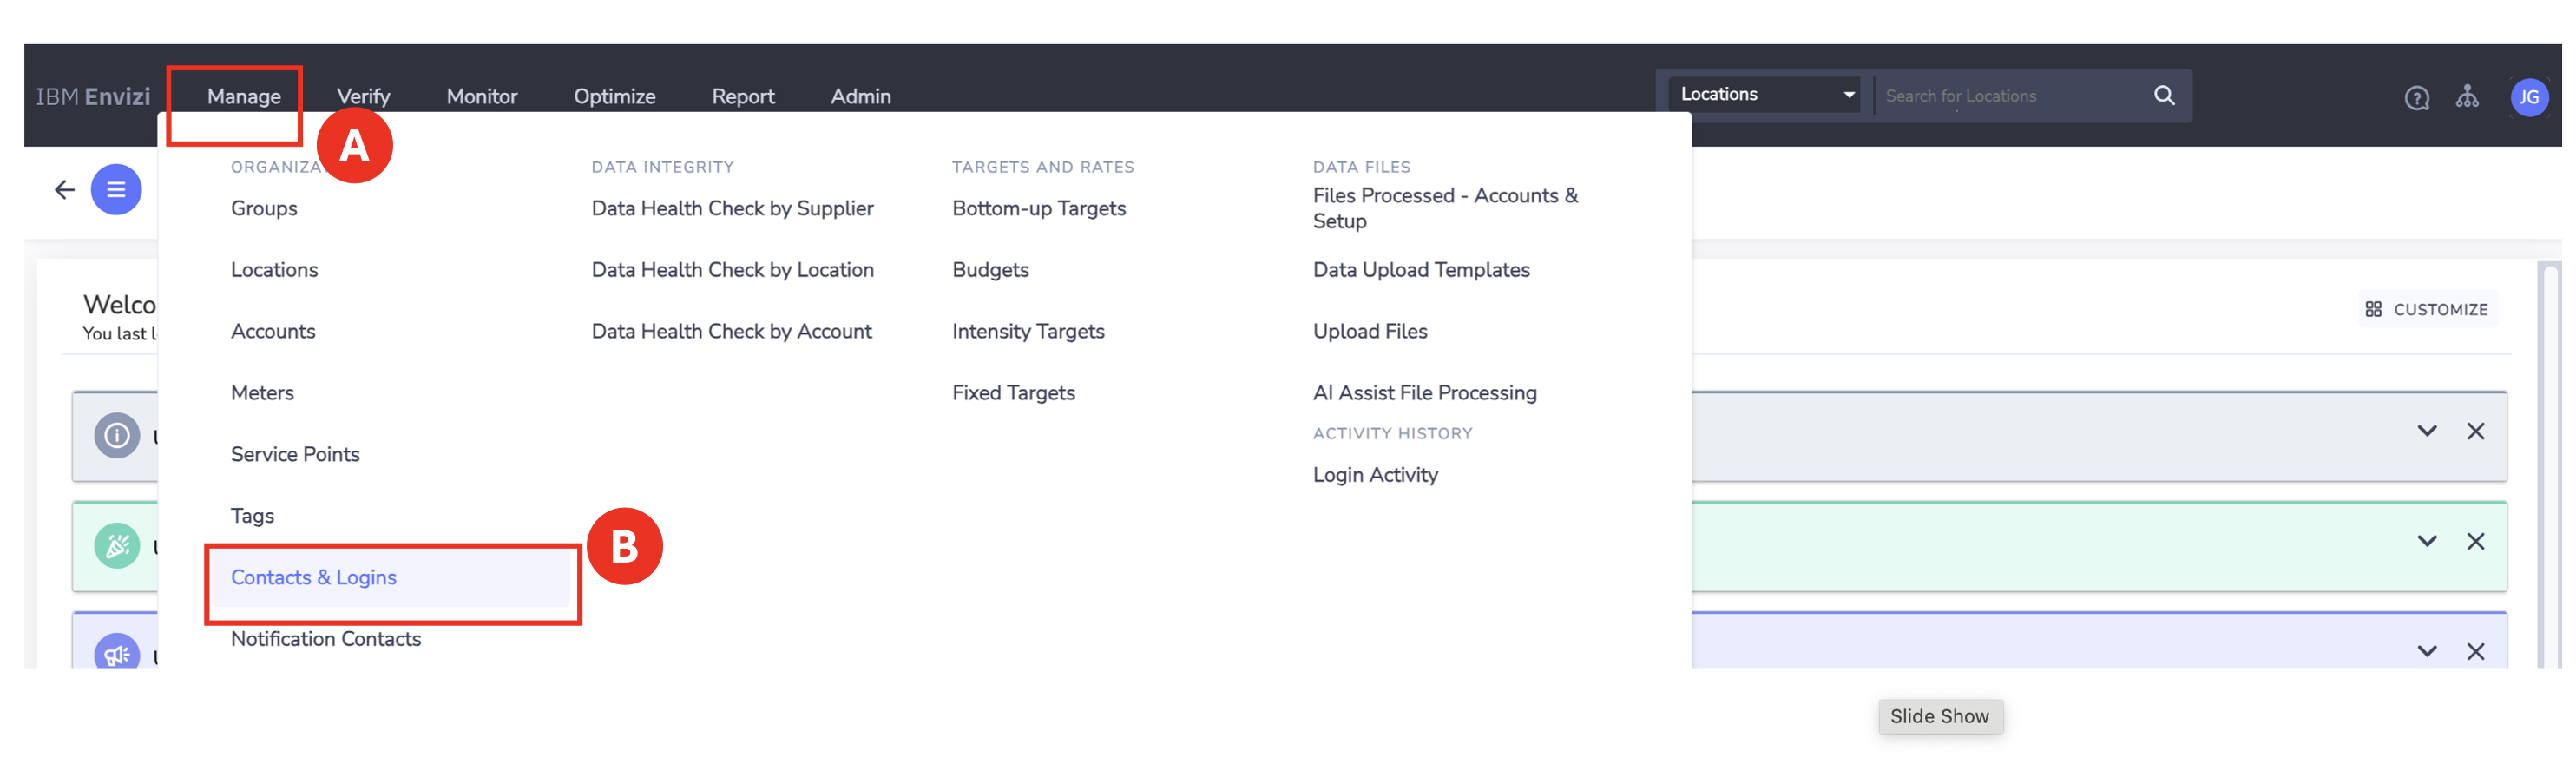 IBM Envizi Manage Verify Monitor Optimize Report Admin Locations Search for Locations JG
A
ORGANIZA
Groups
Locations
Accounts
Meters
Service Points
Tags
Contacts & Logins
B
Notification Contacts
DATA INTEGRITY
Data Health Check by Supplier
Data Health Check by Location
Data Health Check by Account
TARGETS AND RATES
Bottom-up Targets
Budgets
Intensity Targets
Fixed Targets
DATA FILES
Files Processed - Accounts &
Setup
Data Upload Templates
Upload Files
AI Assist File Processing
ACTIVITY HISTORY
Login Activity
Welco
You last l
CUSTOMIZE
Slide Show